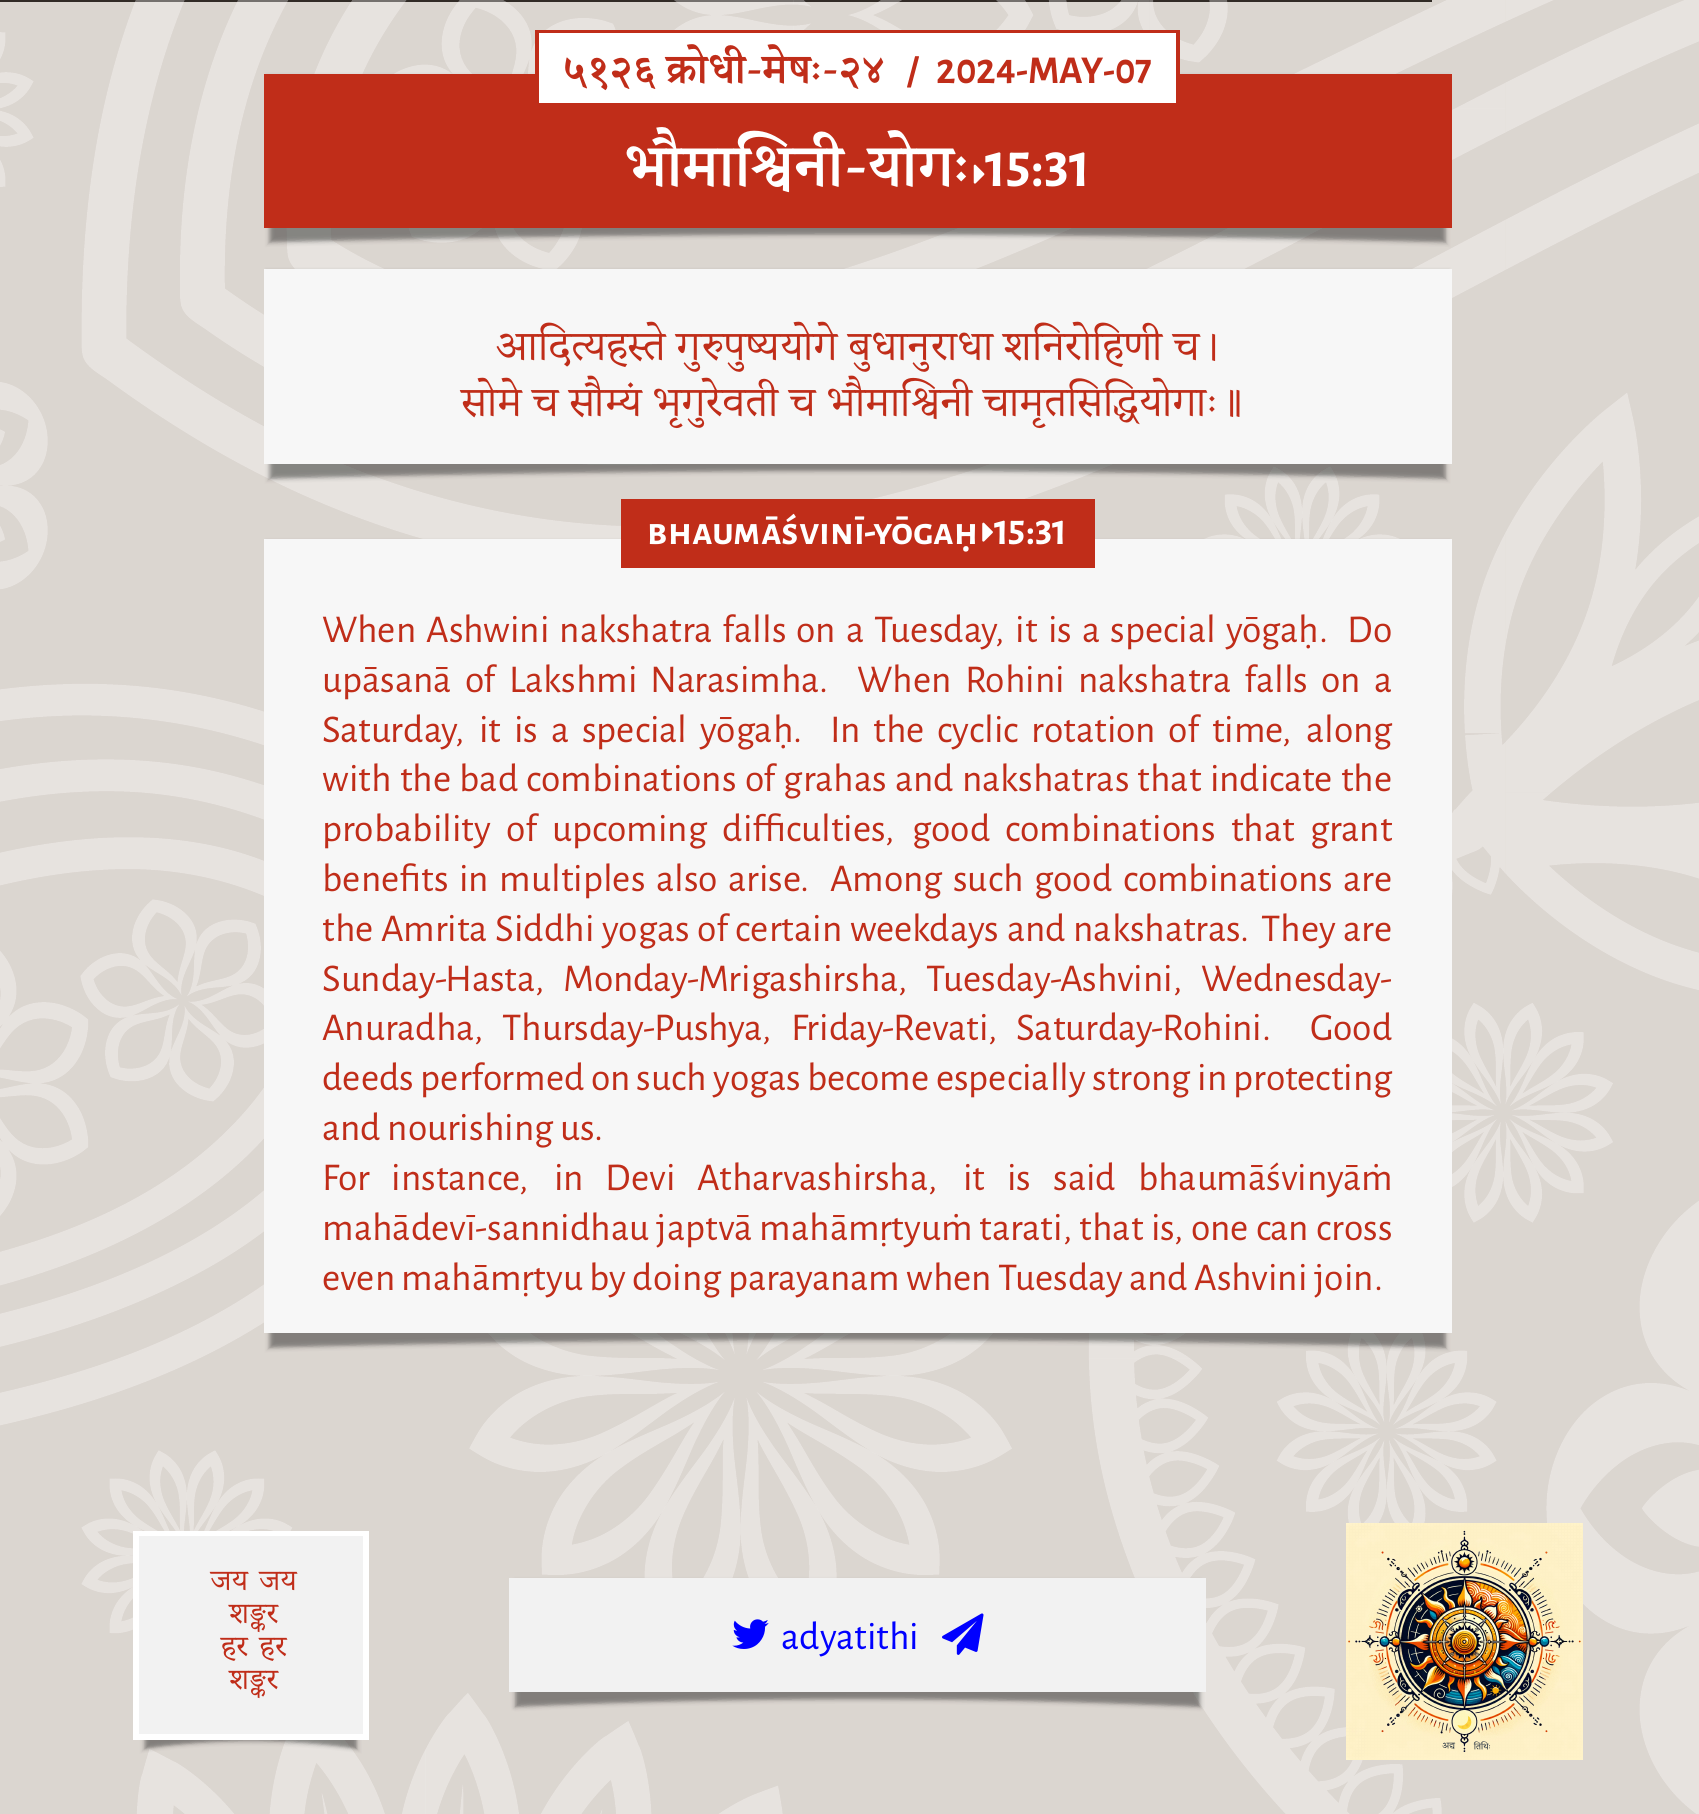 ५१२६ क्रोधी-मेषः-२४ / 2024-MAY-07
भौमाश्विनी-योगः▸15:31
आदित्यहस्ते गुरुपुष्ययोगे बुधानुराधा शनिरोहिणी च।
सोमे च सौम्यं भृगुरेवती च भौमाश्विनी चामृतसिद्धियोगाः॥
BHAUMĀŚVINĪ-YŌGAḤ▸15:31
When Ashwini nakshatra falls on a Tuesday, it is a special yōgaḥ. Do
upāsanā of Lakshmi Narasimha. When Rohini nakshatra falls on a
Saturday, it is a special yōgaḥ. In the cyclic rotation of time, along
with the bad combinations of grahas and nakshatras that indicate the
probability of upcoming difficulties, good combinations that grant
benefits in multiples also arise. Among such good combinations are
the Amrita Siddhi yogas of certain weekdays and nakshatras. They are
Sunday-Hasta, Monday-Mrigashirsha, Tuesday-Ashvini, Wednesday-
Anuradha, Thursday-Pushya, Friday-Revati, Saturday-Rohini. Good
deeds performed on such yogas become especially strong in protecting
and nourishing us.
For instance, in Devi Atharvashirsha, it is said bhaumāśvinyāṁ
mahādevī-sannidhau japtvā mahāmṛtyuṁ tarati, that is, one can cross
even mahāmṛtyu by doing parayanam when Tuesday and Ashvini join.
जय जय
शङ्कर
हर हर
शङ्कर
adyatithi
अद्य तिथिः